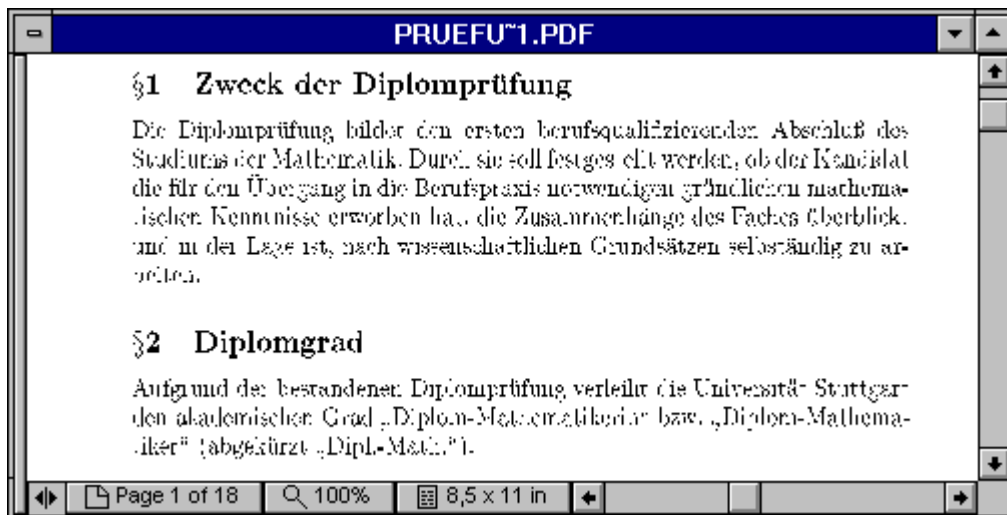 PRUEFU~1.PDF
§1 Zweck der Diplomprüfung
Die Diplomprüfung bildet den ersten berufsqualifizierenden Abschluß des
Studiums der Mathematik. Durch sie soll festgestellt werden, ob der Kandidat
die für den Übergang in die Berufspraxis notwendigen gründlichen mathema-
tischen Kenntnisse erworben hat, die Zusammenhänge des Faches überblickt
und in der Lage ist, nach wissenschaftlichen Grundsätzen selbständig zu ar-
beiten.
§2 Diplomgrad
Aufgrund der bestandenen Diplomprüfung verleiht die Universität Stuttgart
den akademischen Grad „Diplom-Mathematikerin“ bzw. „Diplom-Mathema-
tiker“ (abgekürzt „Dipl.-Math.“).
Page 1 of 18 100% 8,5 x 11 in